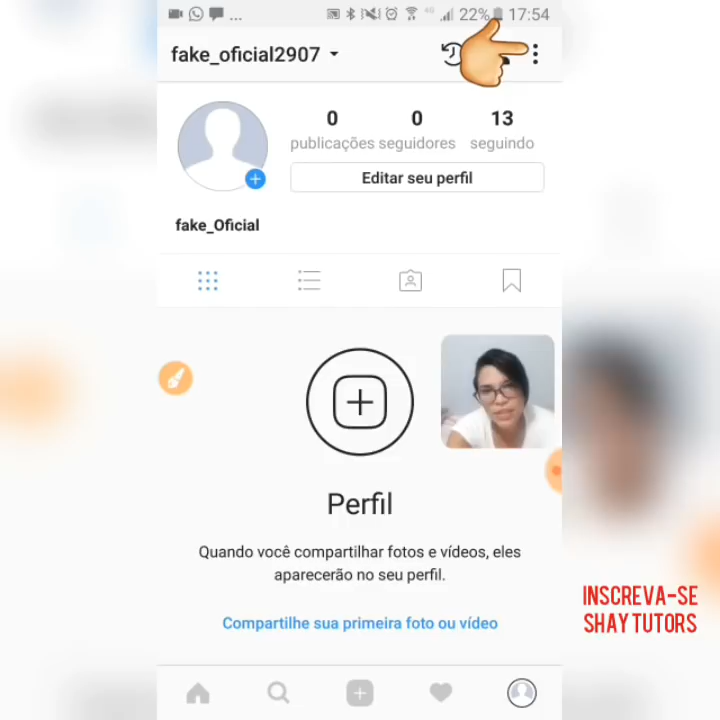 ... 4G 22% 17:54
fake_oficial2907
0 0 13
publicações seguidores seguindo
Editar seu perfil
fake_Oficial
Perfil
Quando você compartilhar fotos e vídeos, eles
aparecerão no seu perfil.
Compartilhe sua primeira foto ou vídeo
INSCREVA-SE
SHAY TUTORS